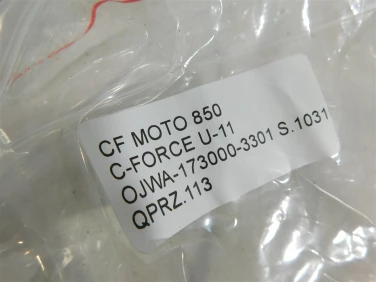 CF MOTO 850
C-FORCE U-11
OJWA-173000-3301 S.1031
QPRZ.113